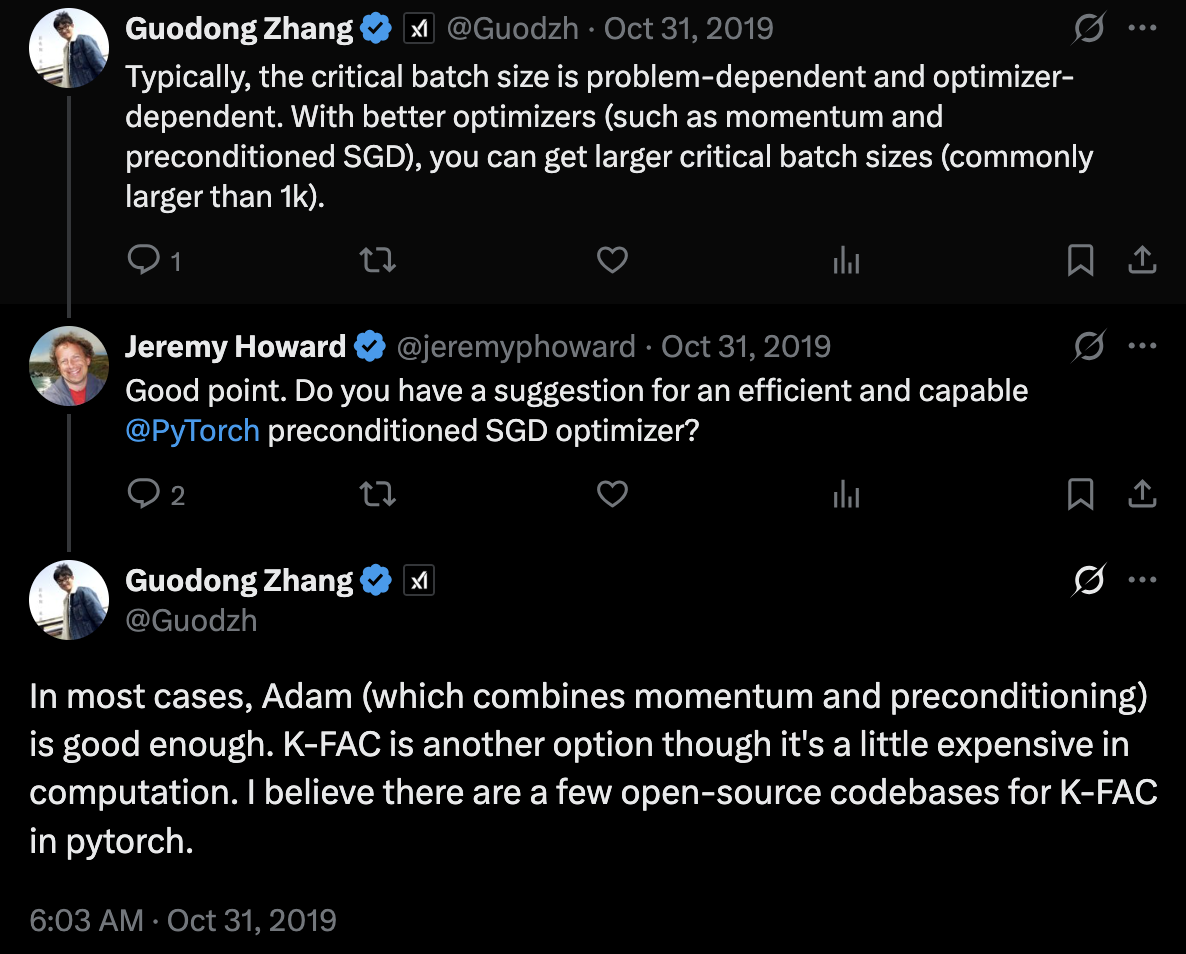 Guodong Zhang @Guodzh · Oct 31, 2019
Typically, the critical batch size is problem-dependent and optimizer-
dependent. With better optimizers (such as momentum and
preconditioned SGD), you can get larger critical batch sizes (commonly
larger than 1k).
1
Jeremy Howard @jeremyphoward · Oct 31, 2019
Good point. Do you have a suggestion for an efficient and capable
@PyTorch preconditioned SGD optimizer?
2
Guodong Zhang
@Guodzh
In most cases, Adam (which combines momentum and preconditioning)
is good enough. K-FAC is another option though it's a little expensive in
computation. I believe there are a few open-source codebases for K-FAC
in pytorch.
6:03 AM · Oct 31, 2019